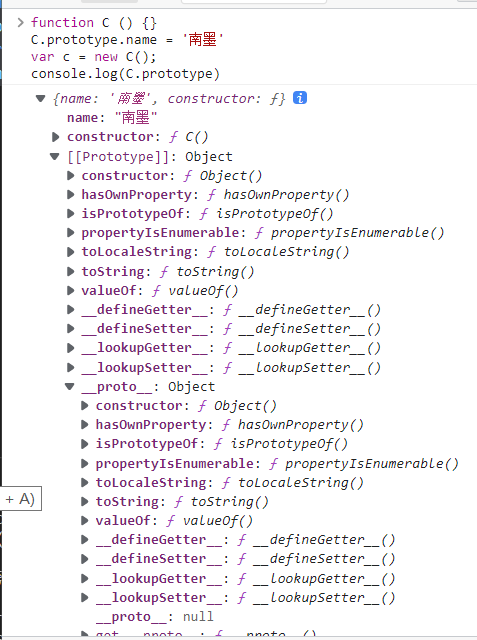 function C () {}
C.prototype.name = '南墨'
var c = new C();
console.log(C.prototype)
{name: '南墨', constructor: ƒ} i
name: "南墨"
constructor: ƒ C()
[[Prototype]]: Object
constructor: ƒ Object()
hasOwnProperty: ƒ hasOwnProperty()
isPrototypeOf: ƒ isPrototypeOf()
propertyIsEnumerable: ƒ propertyIsEnumerable()
toLocaleString: ƒ toLocaleString()
toString: ƒ toString()
valueOf: ƒ valueOf()
__defineGetter__: ƒ __defineGetter__()
__defineSetter__: ƒ __defineSetter__()
__lookupGetter__: ƒ __lookupGetter__()
__lookupSetter__: ƒ __lookupSetter__()
__proto__: Object
constructor: ƒ Object()
hasOwnProperty: ƒ hasOwnProperty()
isPrototypeOf: ƒ isPrototypeOf()
propertyIsEnumerable: ƒ propertyIsEnumerable()
toLocaleString: ƒ toLocaleString()
+ A)
toString: ƒ toString()
valueOf: ƒ valueOf()
__defineGetter__: ƒ __defineGetter__()
__defineSetter__: ƒ __defineSetter__()
__lookupGetter__: ƒ __lookupGetter__()
__lookupSetter__: ƒ __lookupSetter__()
__proto__: null
get __proto__: ƒ __proto__()